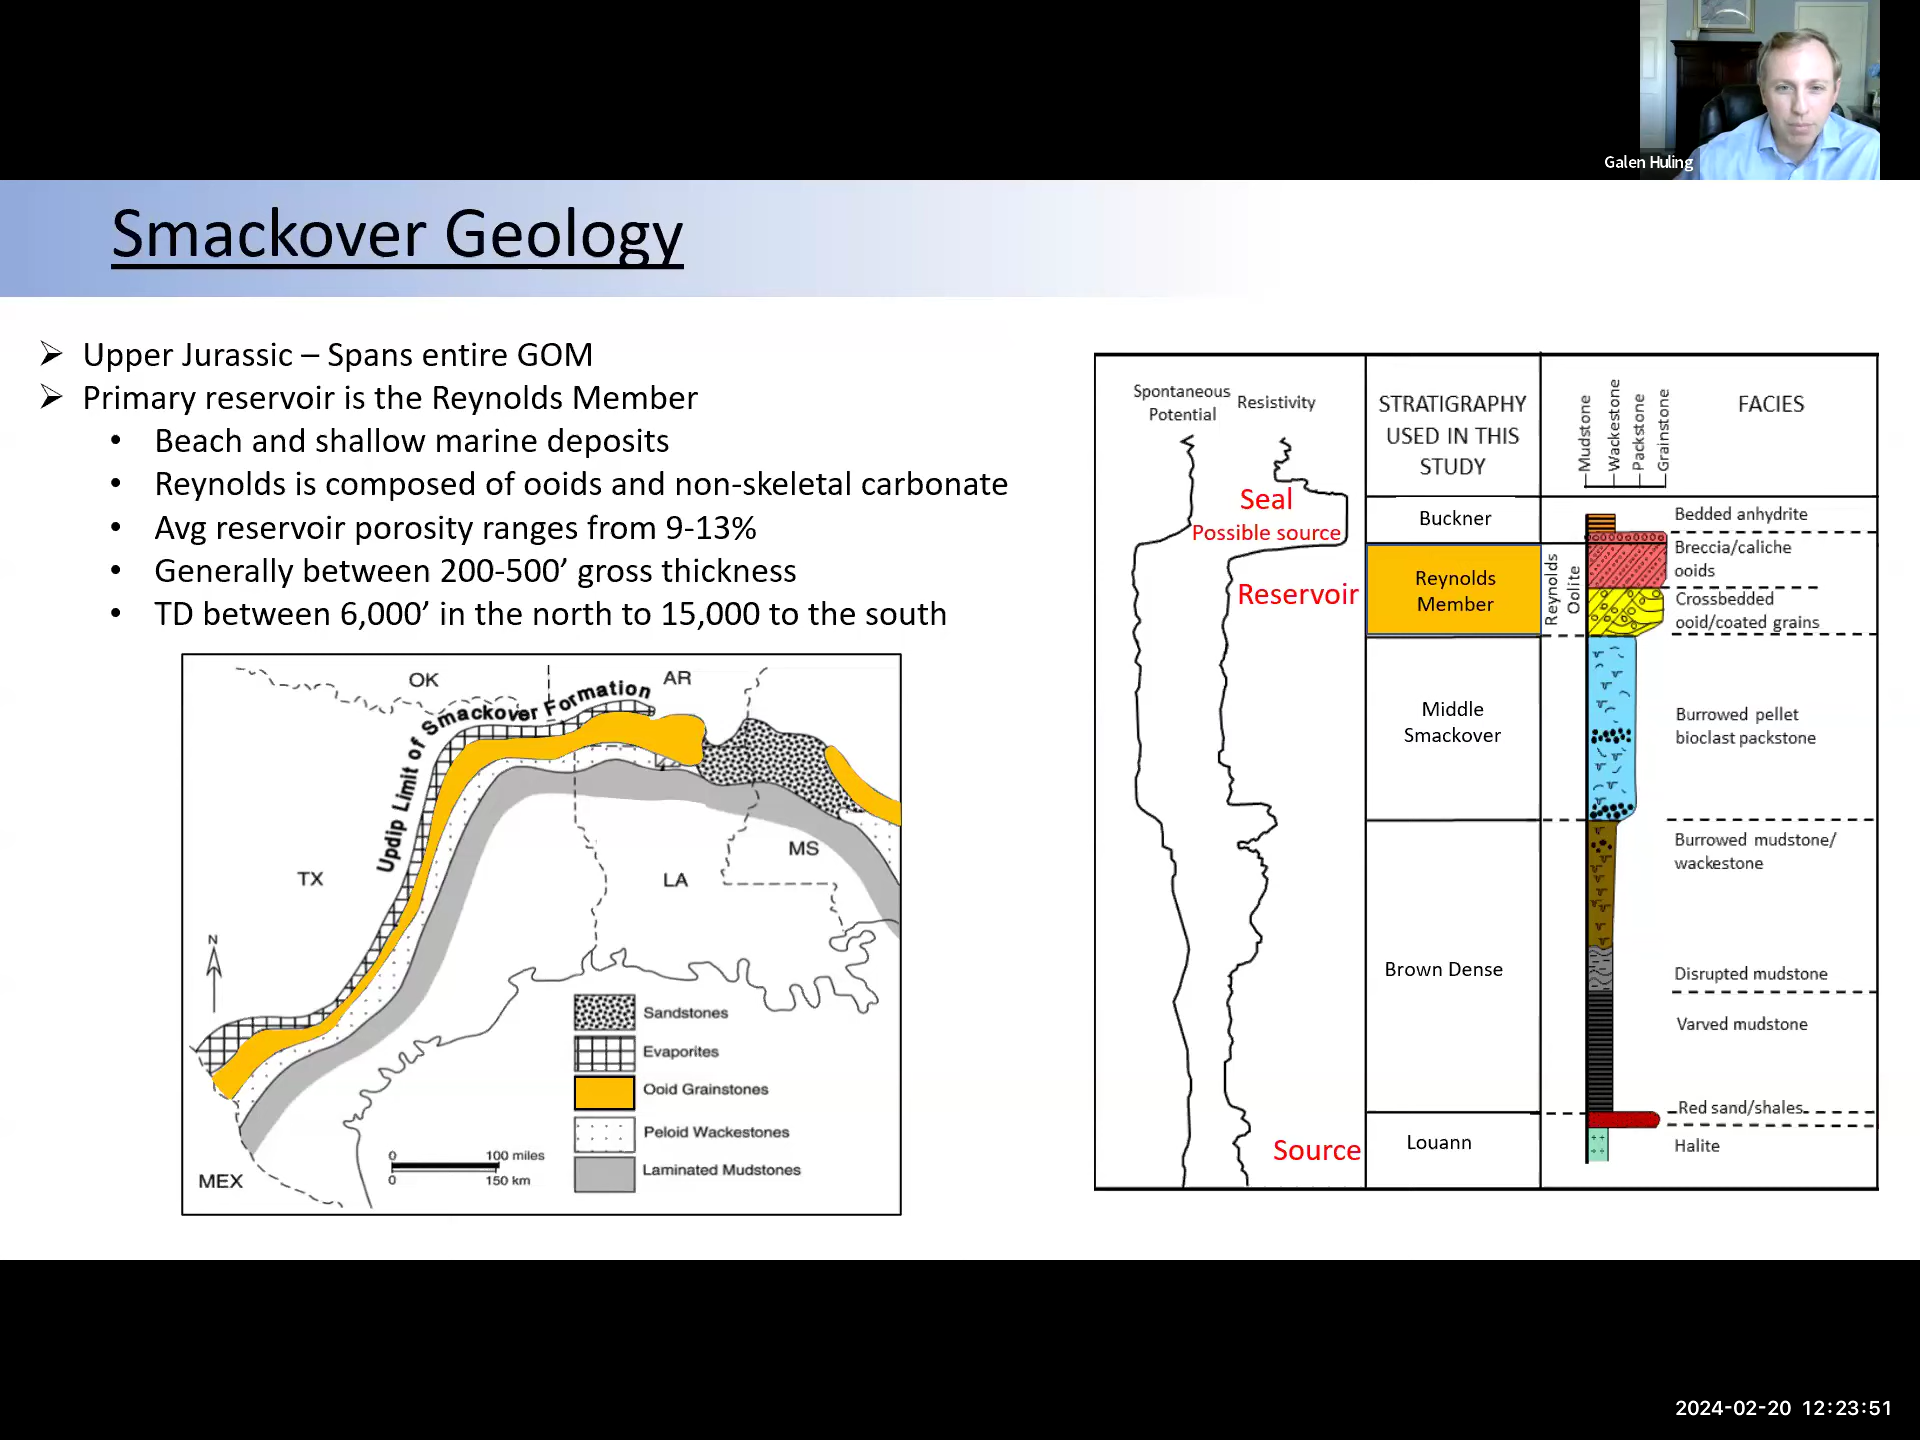 Galen Huling
Smackover Geology
➢ Upper Jurassic – Spans entire GOM
➢ Primary reservoir is the Reynolds Member
• Beach and shallow marine deposits
• Reynolds is composed of ooids and non-skeletal carbonate
• Avg reservoir porosity ranges from 9-13%
• Generally between 200-500’ gross thickness
• TD between 6,000’ in the north to 15,000 to the south
OK
AR
Updip Limit of Smackover Formation
TX
LA
MS
N
MEX
0 100 miles
0 150 km
Sandstones
Evaporites
Ooid Grainstones
Peloid Wackestones
Laminated Mudstones
Spontaneous
Potential
Resistivity
STRATIGRAPHY
USED IN THIS
STUDY
Mudstone
Wackestone
Packstone
Grainstone
FACIES
Seal
Possible source
Buckner
Bedded anhydrite
Reservoir
Reynolds
Member
Reynolds
Oolite
Breccia/caliche
ooids
Crossbedded
ooid/coated grains
Middle
Smackover
Burrowed pellet
bioclast packstone
Burrowed mudstone/
wackestone
Brown Dense
Disrupted mudstone
Varved mudstone
Red sand/shales
Source
Louann
Halite
2024-02-20 12:23:51